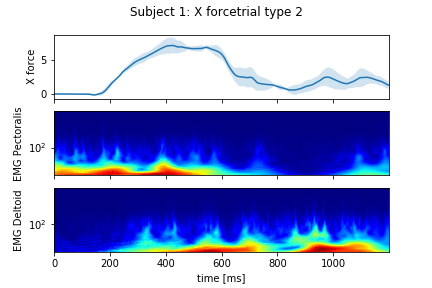 Subject 1: X forcetrial type 2
X force
5
0
EMG Pectoralis
10²
EMG Deltoid
10²
0 200 400 600 800 1000
time [ms]